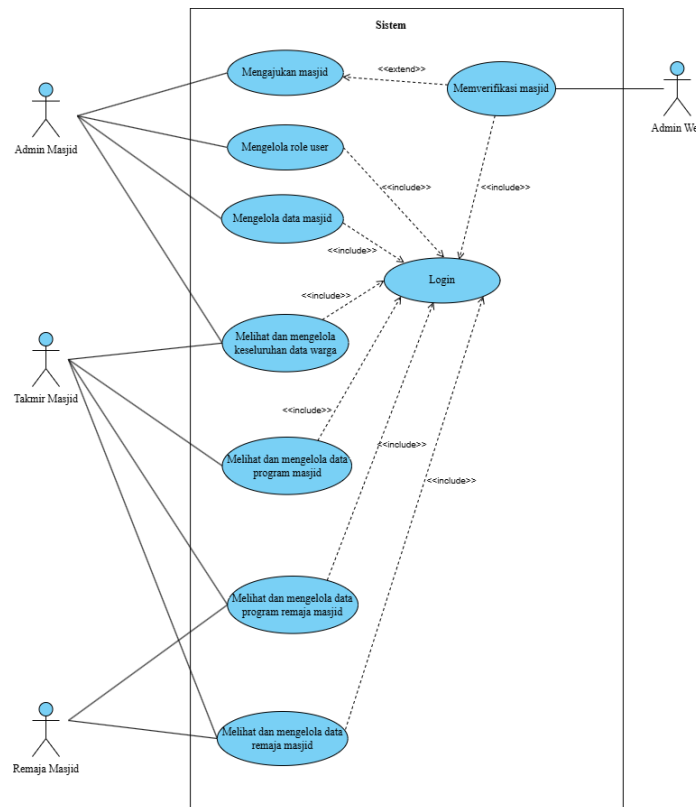 Sistem
Mengajukan masjid
<<extend>>
Memverifikasi masjid
Admin Masjid
Admin We
Mengelola role user
<<include>>
<<include>>
Mengelola data masjid
<<include>>
Login
<<include>>
Melihat dan mengelola
keseluruhan data warga
Takmir Masjid
<<include>>
<<include>>
Melihat dan mengelola data
program masjid
<<include>>
Melihat dan mengelola data
program remaja masjid
Melihat dan mengelola data
remaja masjid
Remaja Masjid